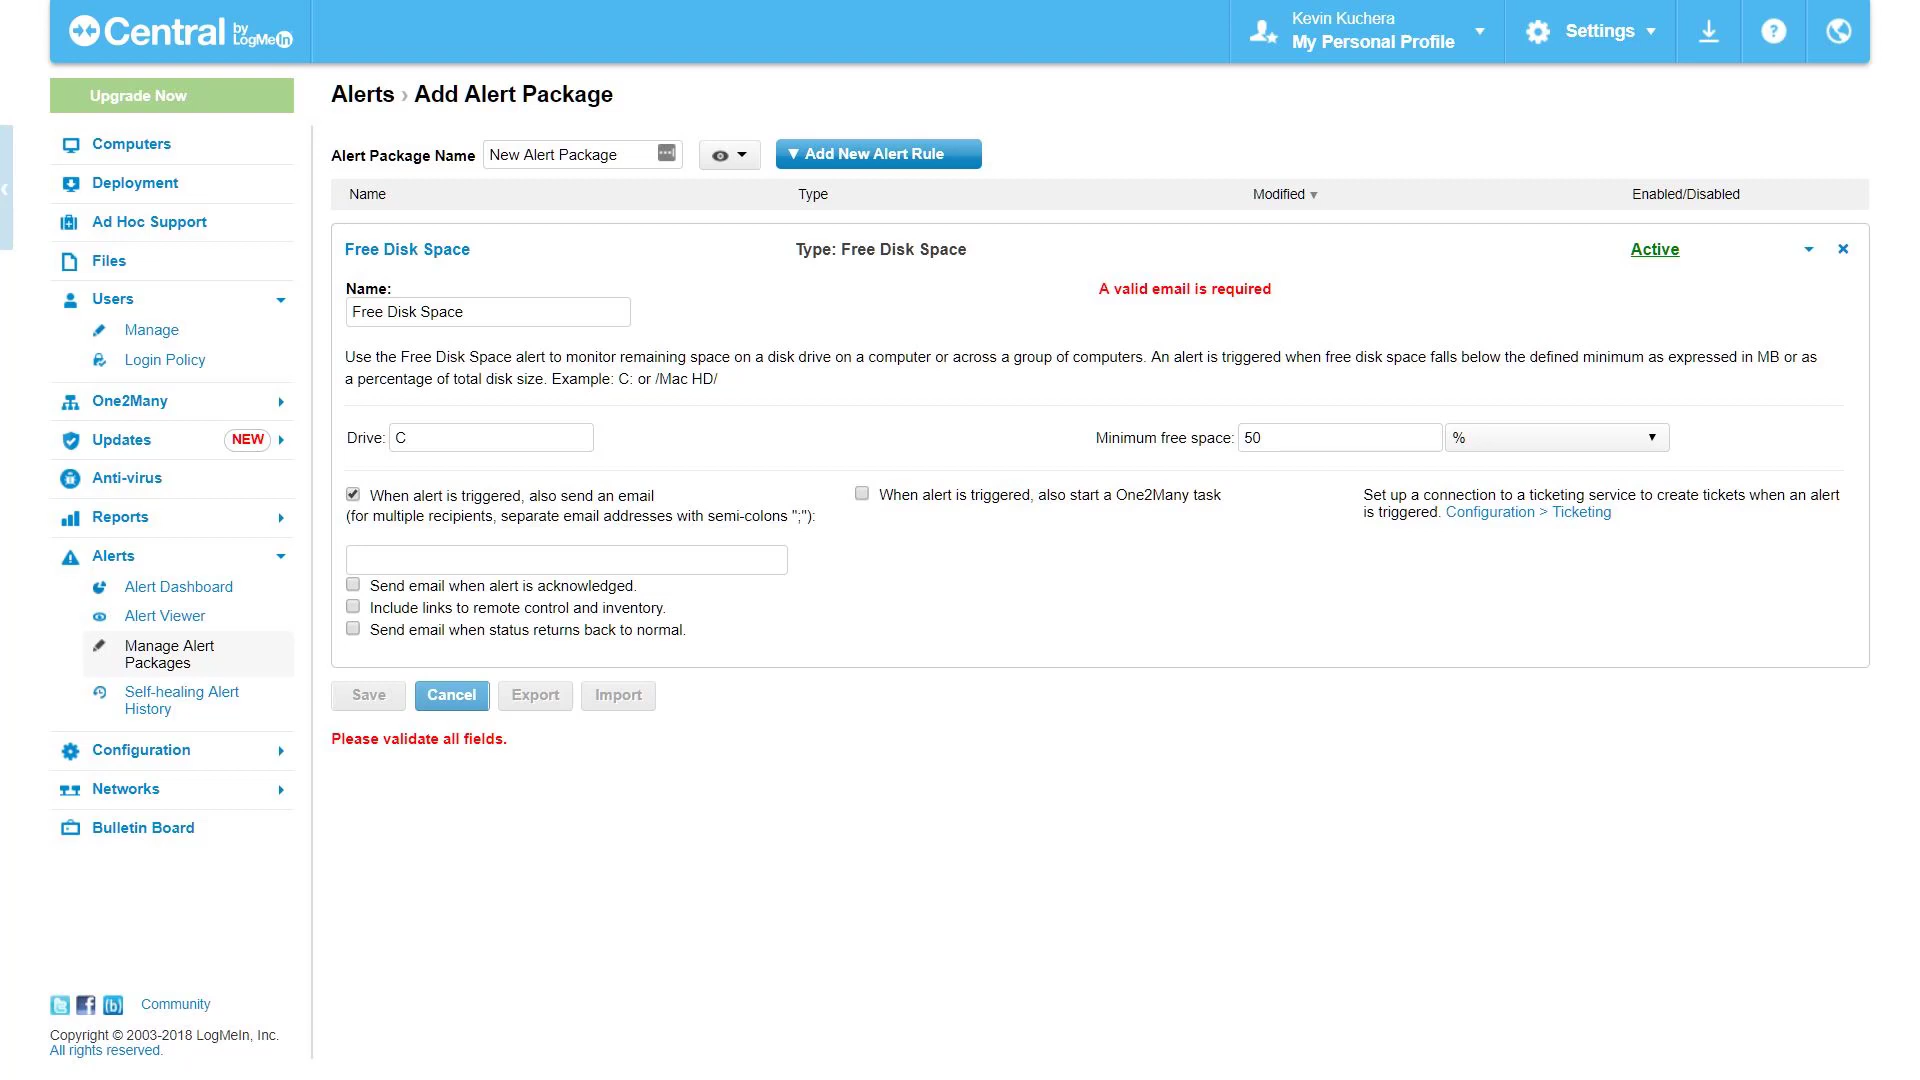 Central by LogMeIn
Kevin Kuchera
My Personal Profile
Settings
?
Upgrade Now
Alerts › Add Alert Package
Computers
Deployment
Ad Hoc Support
Files
Users
Manage
Login Policy
One2Many
Updates NEW
Anti-virus
Reports
Alerts
Alert Dashboard
Alert Viewer
Manage Alert
Packages
Self-healing Alert
History
Configuration
Networks
Bulletin Board
Alert Package Name New Alert Package ▼ Add New Alert Rule
Name Type Modified ▼ Enabled/Disabled
Free Disk Space Type: Free Disk Space Active
Name: A valid email is required
Free Disk Space
Use the Free Disk Space alert to monitor remaining space on a disk drive on a computer or across a group of computers. An alert is triggered when free disk space falls below the defined minimum as expressed in MB or as
a percentage of total disk size. Example: C: or /Mac HD/
Drive: C Minimum free space: 50 %
When alert is triggered, also send an email
(for multiple recipients, separate email addresses with semi-colons ";"):
When alert is triggered, also start a One2Many task
Set up a connection to a ticketing service to create tickets when an alert
is triggered. Configuration > Ticketing
Send email when alert is acknowledged.
Include links to remote control and inventory.
Send email when status returns back to normal.
Save Cancel Export Import
Please validate all fields.
Community
Copyright © 2003-2018 LogMeIn, Inc.
All rights reserved.